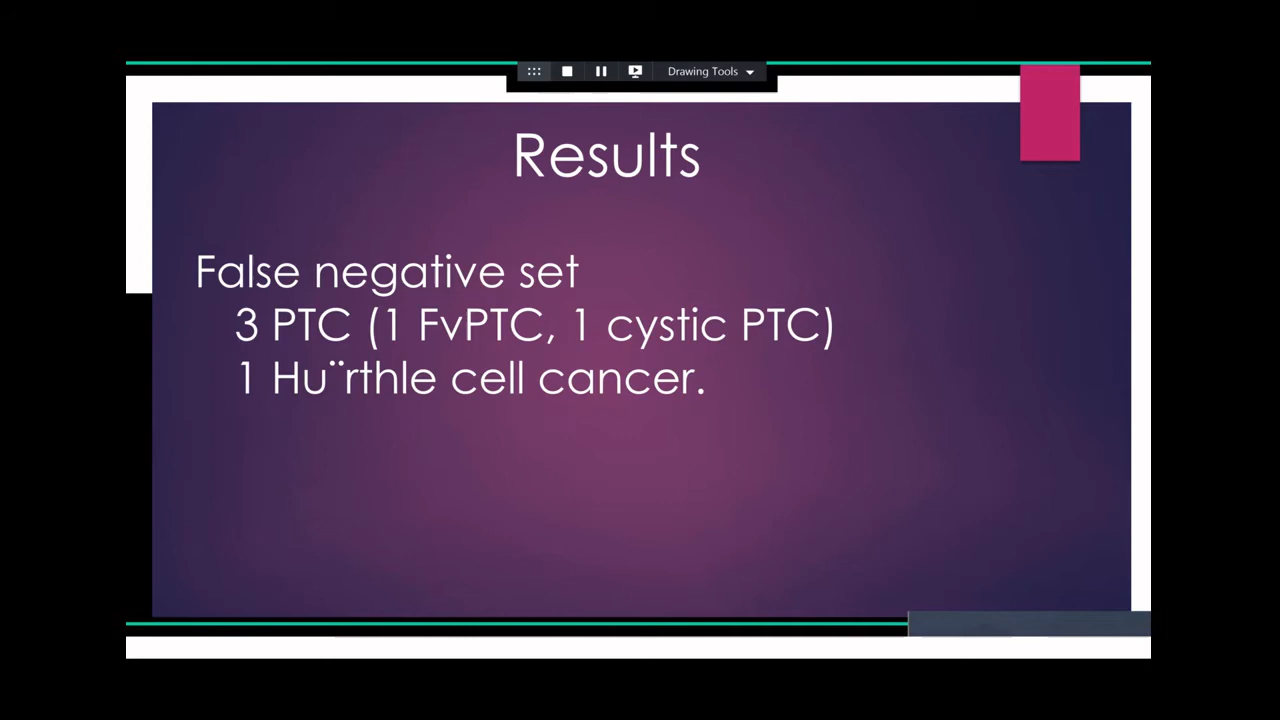 Drawing Tools
Results
False negative set
3 PTC (1 FvPTC, 1 cystic PTC)
1 Hu¨rthle cell cancer.